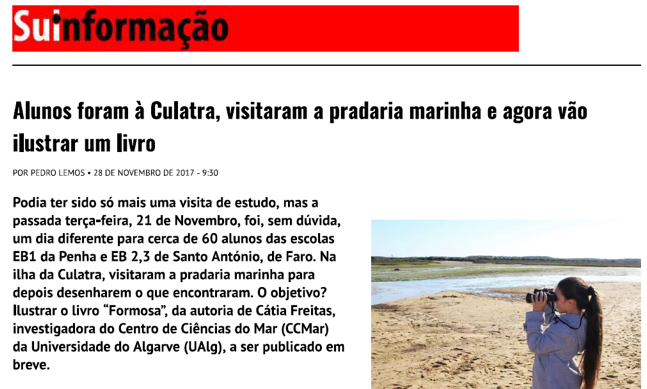 Suinformação
Alunos foram à Culatra, visitaram a pradaria marinha e agora vão
ilustrar um livro
POR PEDRO LEMOS • 28 DE NOVEMBRO DE 2017 - 9:30
Podia ter sido só mais uma visita de estudo, mas a
passada terça-feira, 21 de Novembro, foi, sem dúvida,
um dia diferente para cerca de 60 alunos das escolas
EB1 da Penha e EB 2,3 de Santo António, de Faro. Na
ilha da Culatra, visitaram a pradaria marinha para
depois desenharem o que encontraram. O objetivo?
Ilustrar o livro “Formosa”, da autoria de Cátia Freitas,
investigadora do Centro de Ciências do Mar (CCMar)
da Universidade do Algarve (UAlg), a ser publicado em
breve.